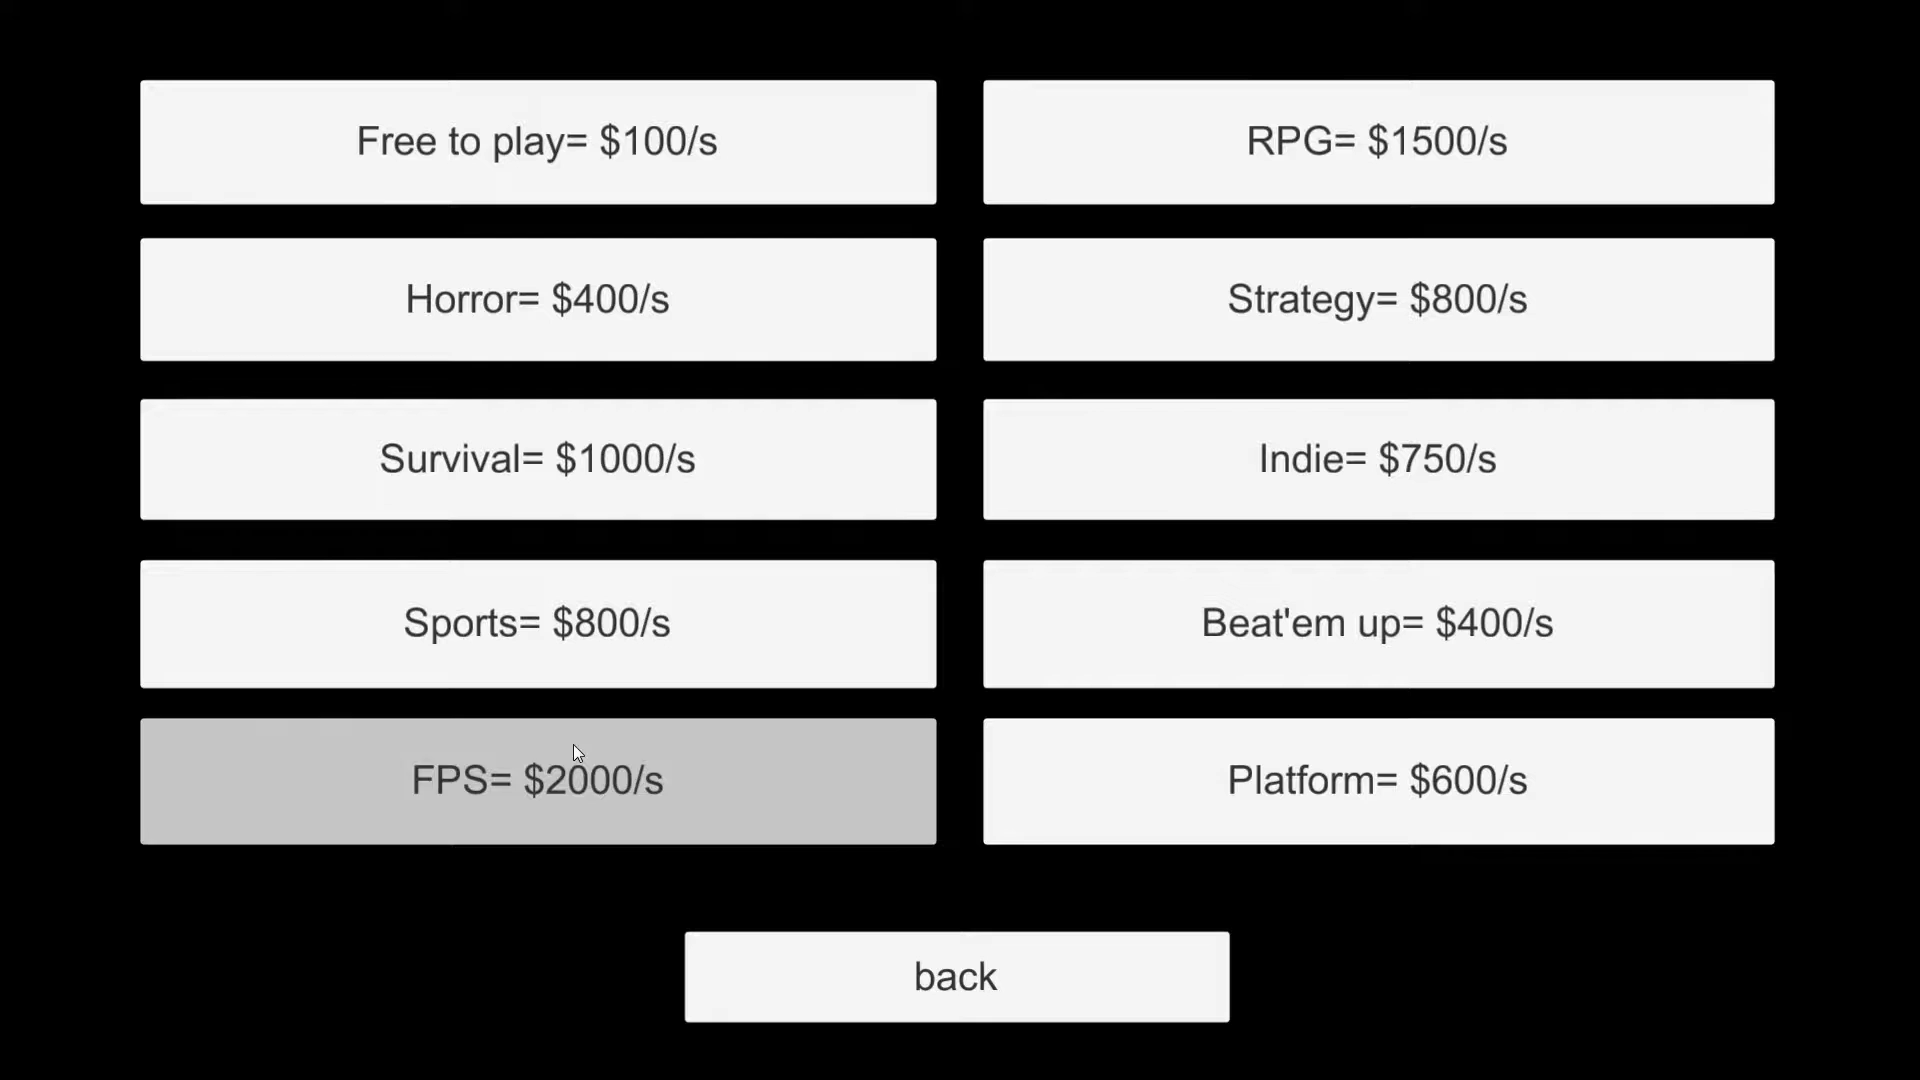 Free to play= $100/s
RPG= $1500/s
Horror= $400/s
Strategy= $800/s
Survival= $1000/s
Indie= $750/s
Sports= $800/s
Beat'em up= $400/s
FPS= $2000/s
Platform= $600/s
back